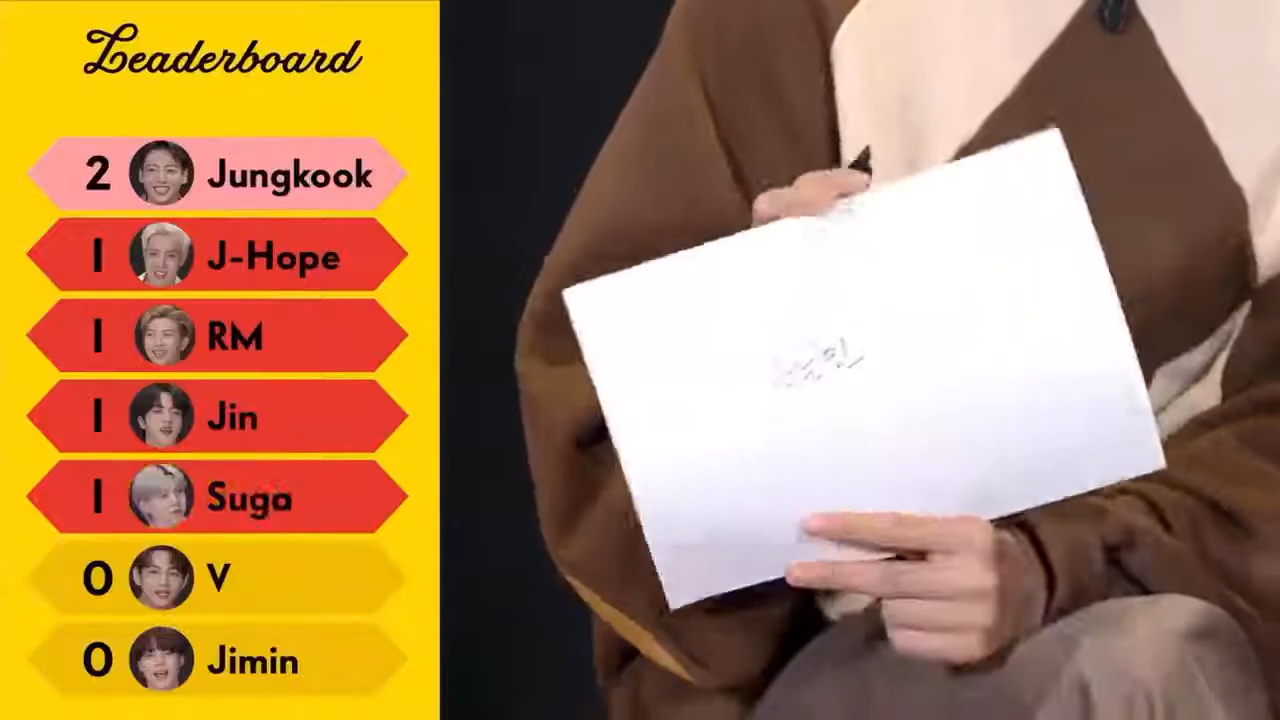 Leaderboard
2 Jungkook
1 J-Hope
1 RM
1 Jin
1 Suga
0 V
0 Jimin